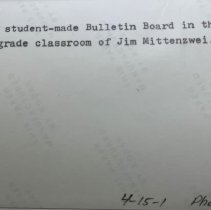 student-made Bulletin Board in th
grade classroom of Jim Mittenzwei.
4-15-1
Pho